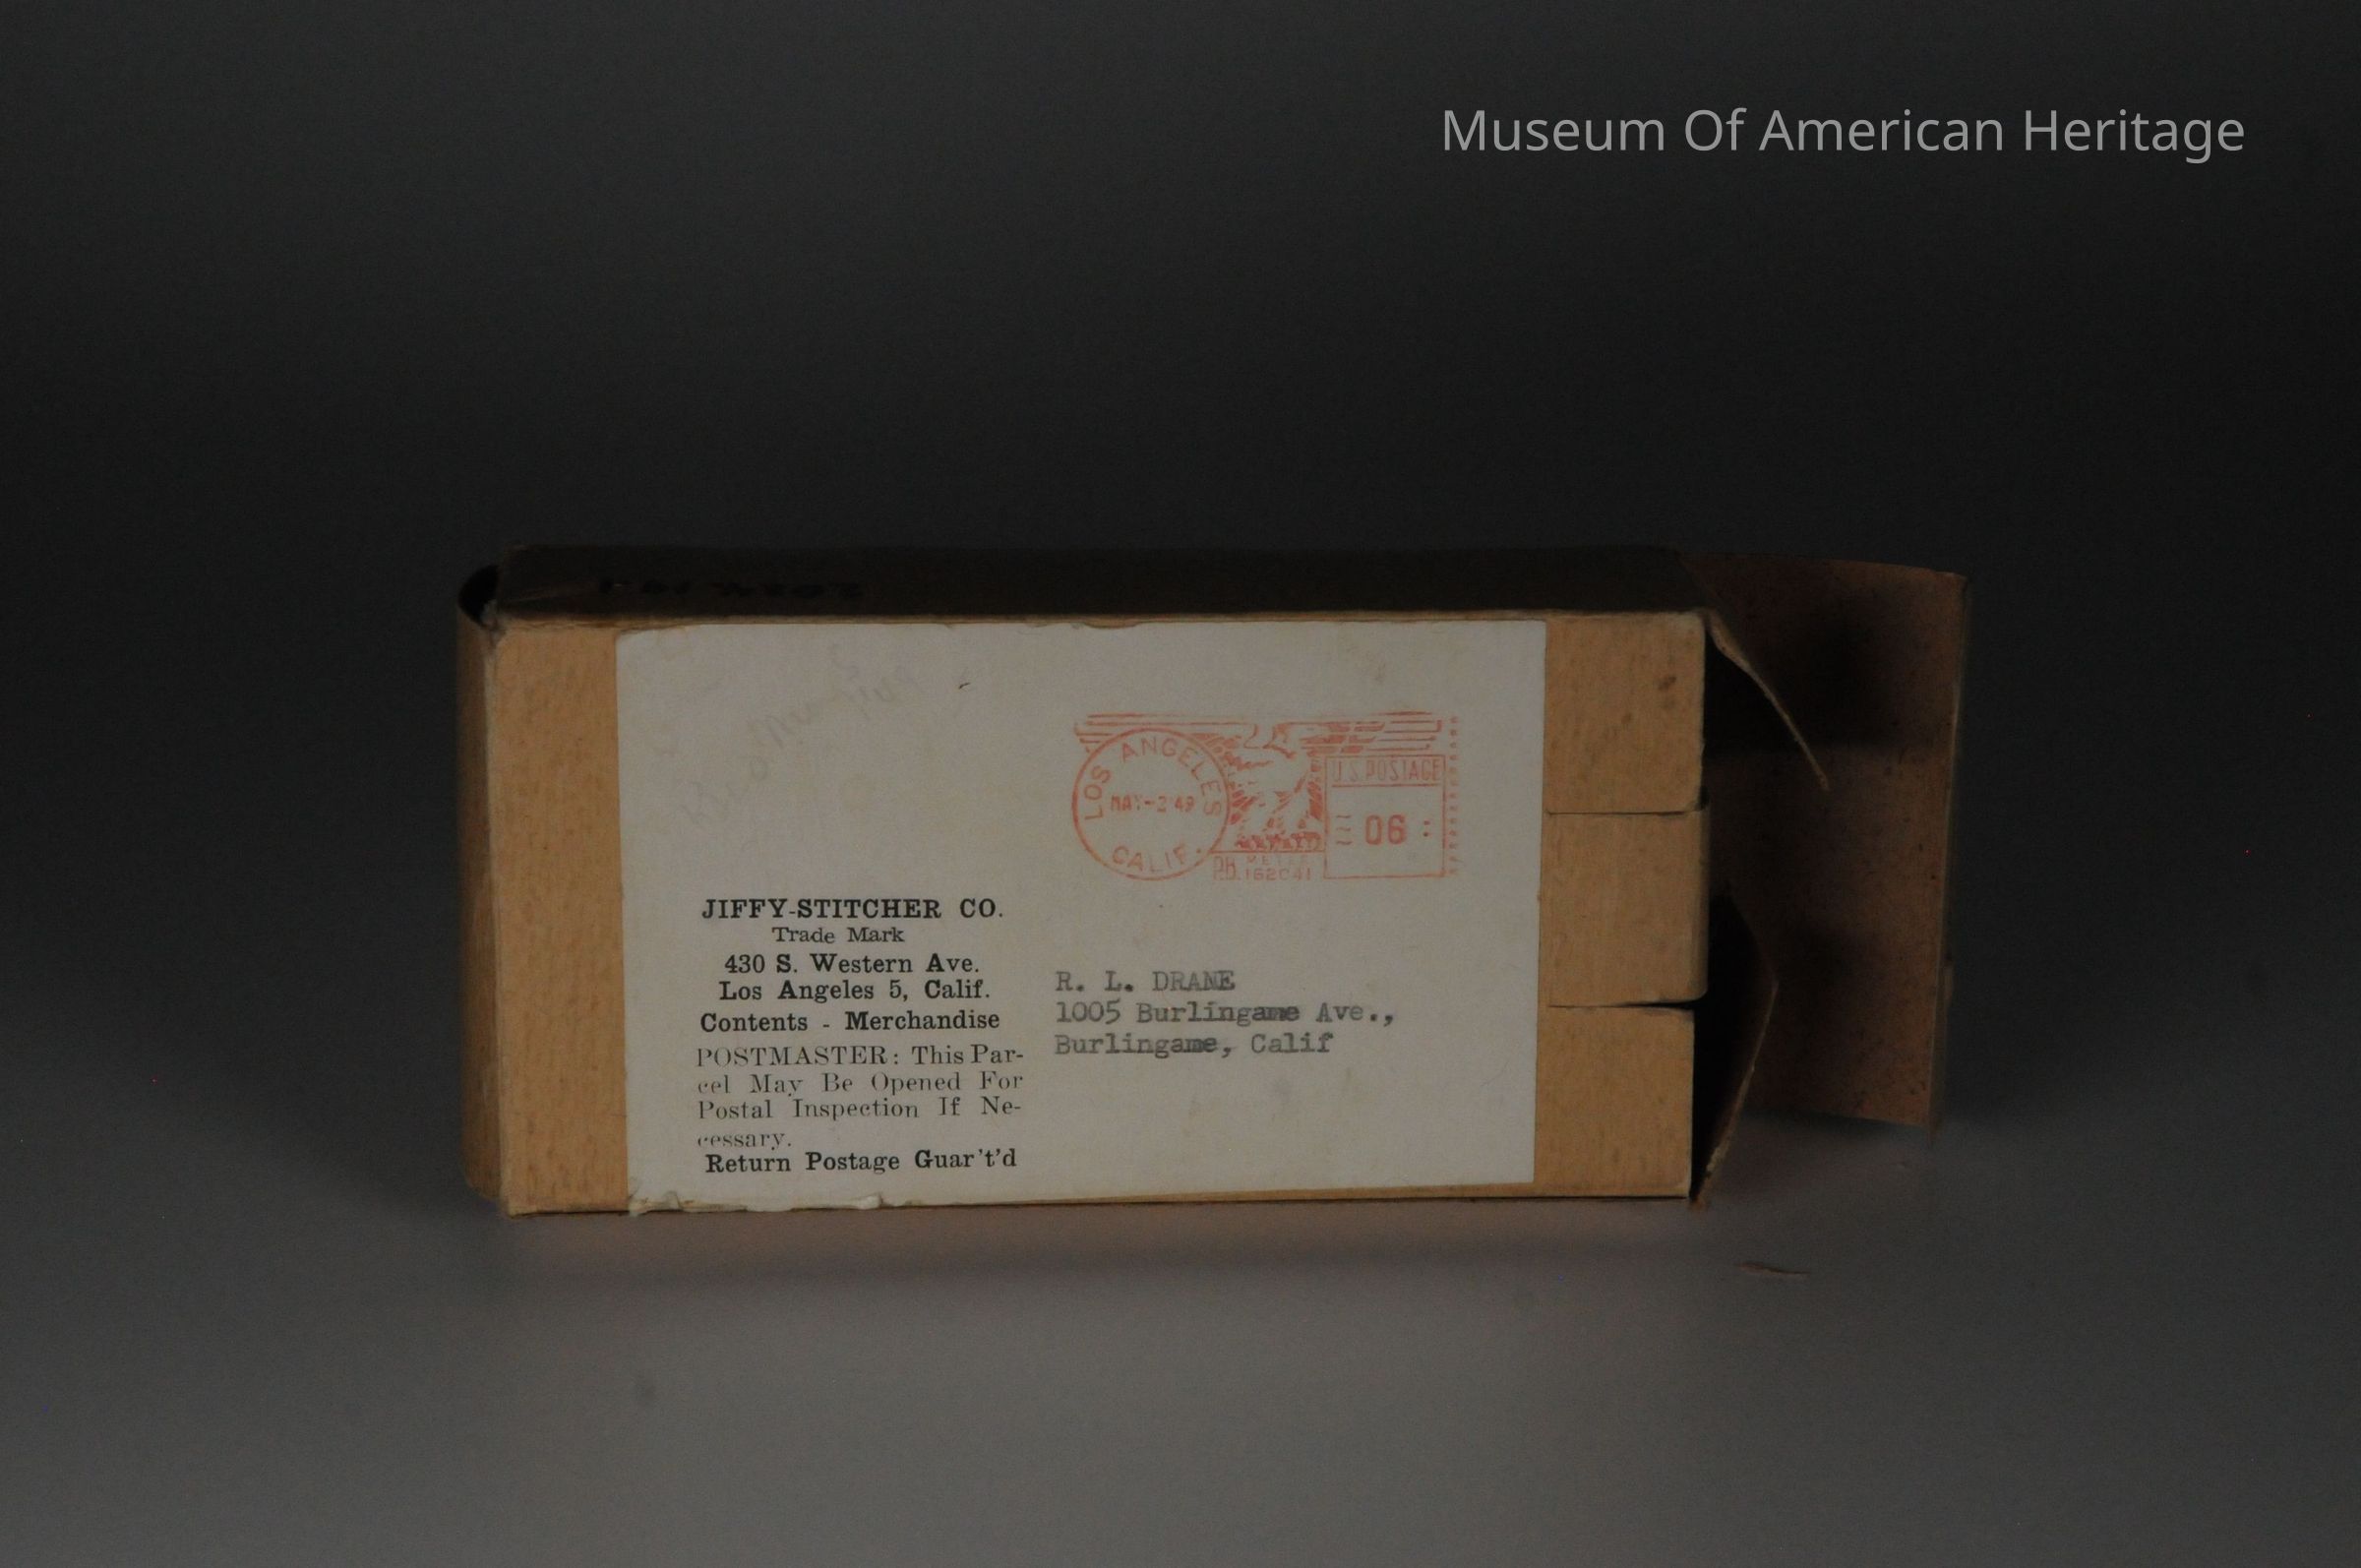 Museum Of American Heritage
LOS ANGELES
MAY-2'49
CALIF.
U.S. POSTAGE
06
P.B. METER
162041
JIFFY-STITCHER CO.
Trade Mark
430 S. Western Ave.
Los Angeles 5, Calif.
Contents - Merchandise
POSTMASTER: This Par-
cel May Be Opened For
Postal Inspection If Ne-
cessary.
Return Postage Guar't'd
R. L. DRANE
1005 Burlingame Ave.,
Burlingame, Calif